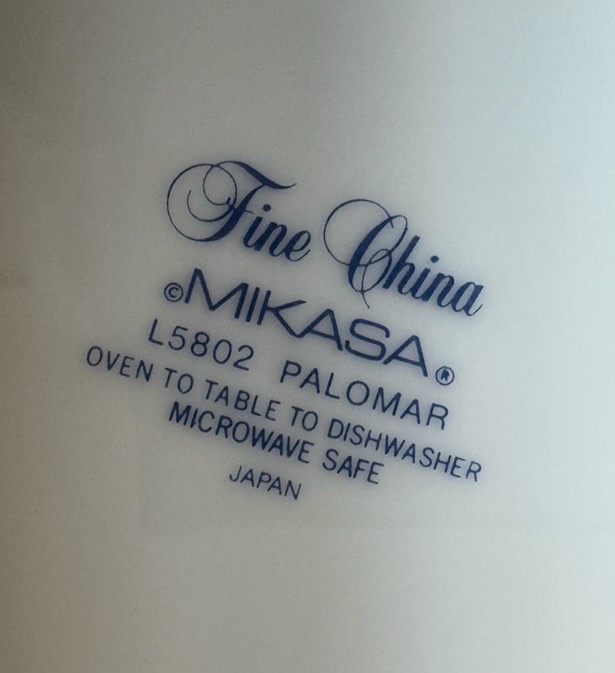 Fine China
©MIKASA®
L5802 PALOMAR
OVEN TO TABLE TO DISHWASHER
MICROWAVE SAFE
JAPAN